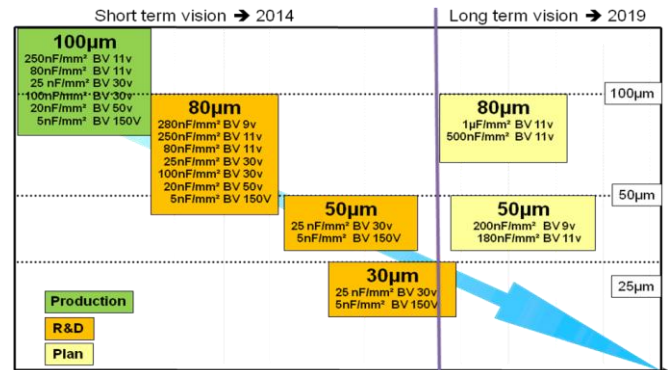 Short term vision ➔ 2014
Long term vision ➔ 2019
100µm
250nF/mm² BV 11v
80nF/mm² BV 11v
25 nF/mm² BV 30v
100nF/mm² BV 30v
20nF/mm² BV 50v
5nF/mm² BV 150V
80µm
280nF/mm² BV 9v
250nF/mm² BV 11v
80nF/mm² BV 11v
25nF/mm² BV 30v
100nF/mm² BV 30v
20nF/mm² BV 50v
5nF/mm² BV 150V
50µm
25 nF/mm² BV 30v
5nF/mm² BV 150V
30µm
25 nF/mm² BV 30v
5nF/mm² BV 150V
80µm
1µF/mm² BV 11v
500nF/mm² BV 11v
50µm
200nF/mm² BV 9v
180nF/mm² BV 11v
100µm
50µm
25µm
Production
R&D
Plan